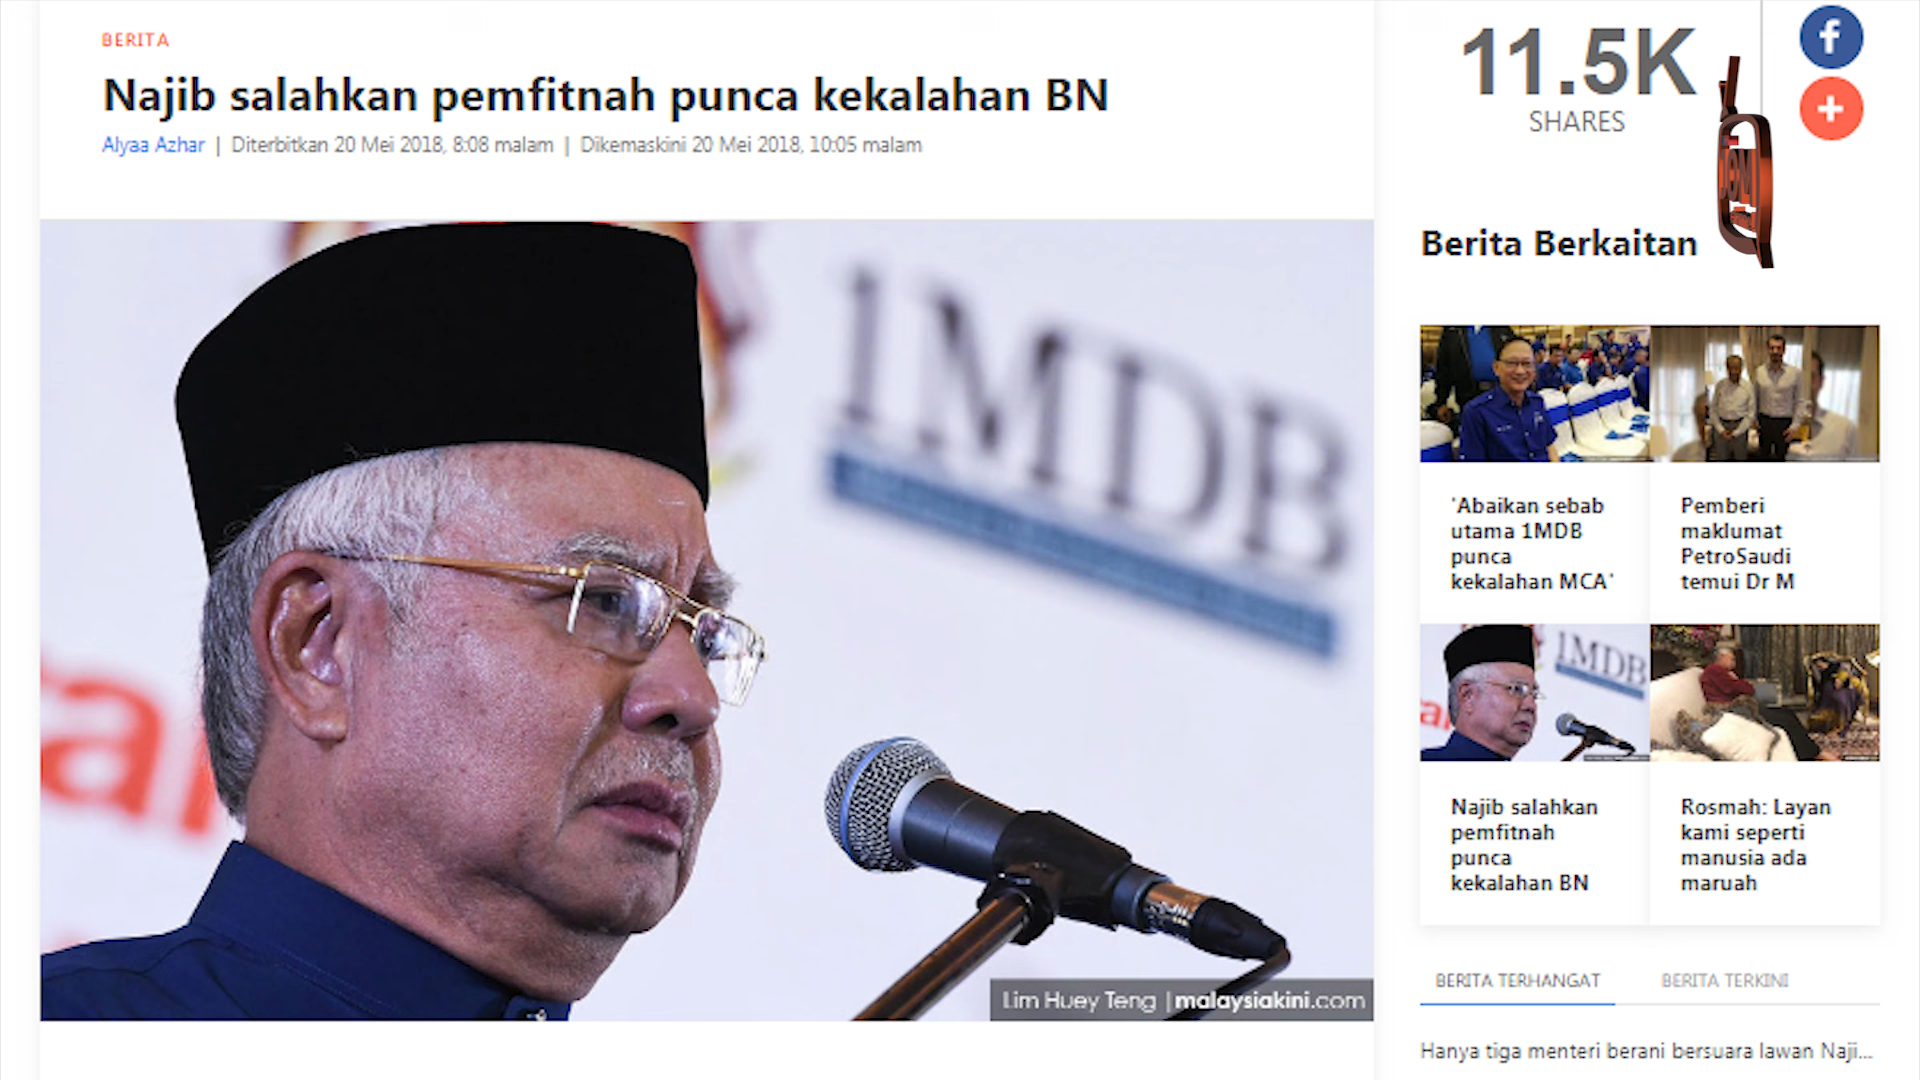 BERITA
Najib salahkan pemfitnah punca kekalahan BN
Alyaa Azhar | Diterbitkan 20 Mei 2018, 8:08 malam | Dikemaskini 20 Mei 2018, 10:05 malam
1MDB
Lim Huey Teng | malaysiakini.com
11.5K
SHARES
f
+
Berita Berkaitan
'Abaikan sebab
utama 1MDB
punca
kekalahan MCA'
Pemberi
maklumat
PetroSaudi
temui Dr M
1MDB
Najib salahkan
pemfitnah
punca
kekalahan BN
Rosmah: Layan
kami seperti
manusia ada
maruah
BERITA TERHANGAT
BERITA TERKINI
Hanya tiga menteri berani bersuara lawan Naji...